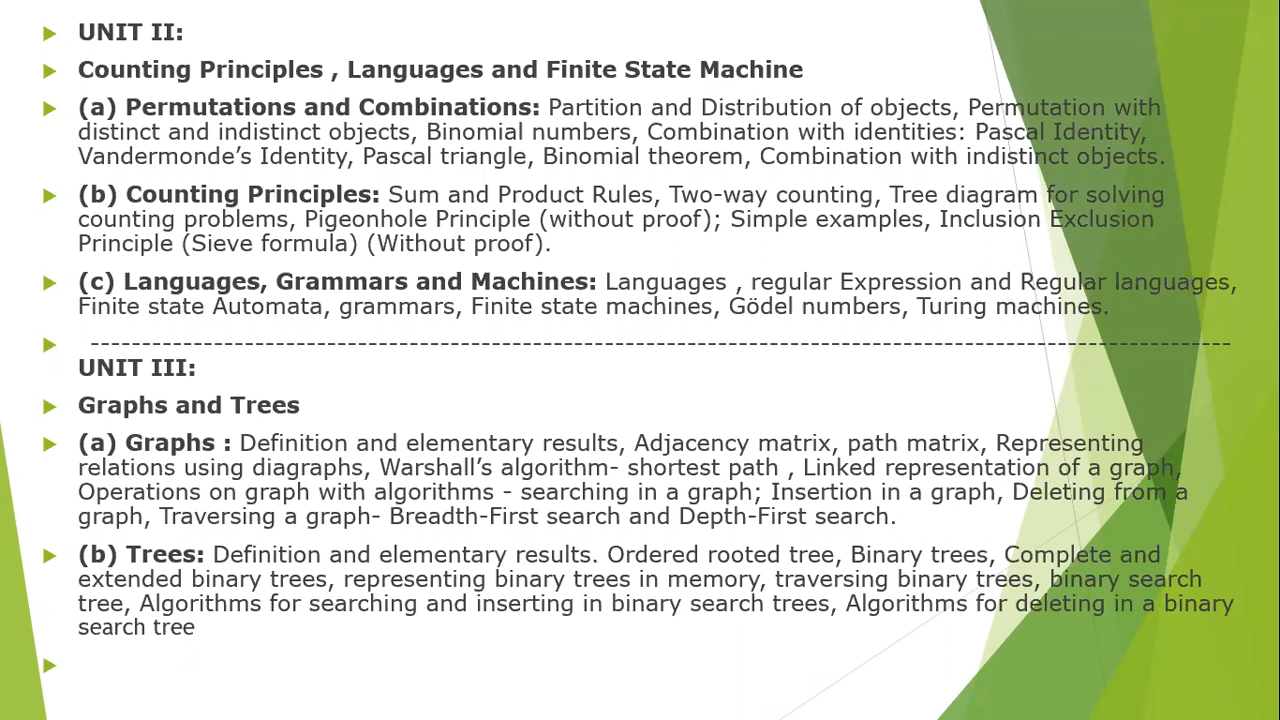 UNIT II:
Counting Principles , Languages and Finite State Machine
(a) Permutations and Combinations: Partition and Distribution of objects, Permutation with
distinct and indistinct objects, Binomial numbers, Combination with identities: Pascal Identity,
Vandermonde’s Identity, Pascal triangle, Binomial theorem, Combination with indistinct objects.
(b) Counting Principles: Sum and Product Rules, Two-way counting, Tree diagram for solving
counting problems, Pigeonhole Principle (without proof); Simple examples, Inclusion Exclusion
Principle (Sieve formula) (Without proof).
(c) Languages, Grammars and Machines: Languages , regular Expression and Regular languages,
Finite state Automata, grammars, Finite state machines, Gödel numbers, Turing machines.
---------------------------------------------------------------------------------------------------------------
UNIT III:
Graphs and Trees
(a) Graphs : Definition and elementary results, Adjacency matrix, path matrix, Representing
relations using diagraphs, Warshall’s algorithm- shortest path , Linked representation of a graph,
Operations on graph with algorithms - searching in a graph; Insertion in a graph, Deleting from a
graph, Traversing a graph- Breadth-First search and Depth-First search.
(b) Trees: Definition and elementary results. Ordered rooted tree, Binary trees, Complete and
extended binary trees, representing binary trees in memory, traversing binary trees, binary search
tree, Algorithms for searching and inserting in binary search trees, Algorithms for deleting in a binary
search tree